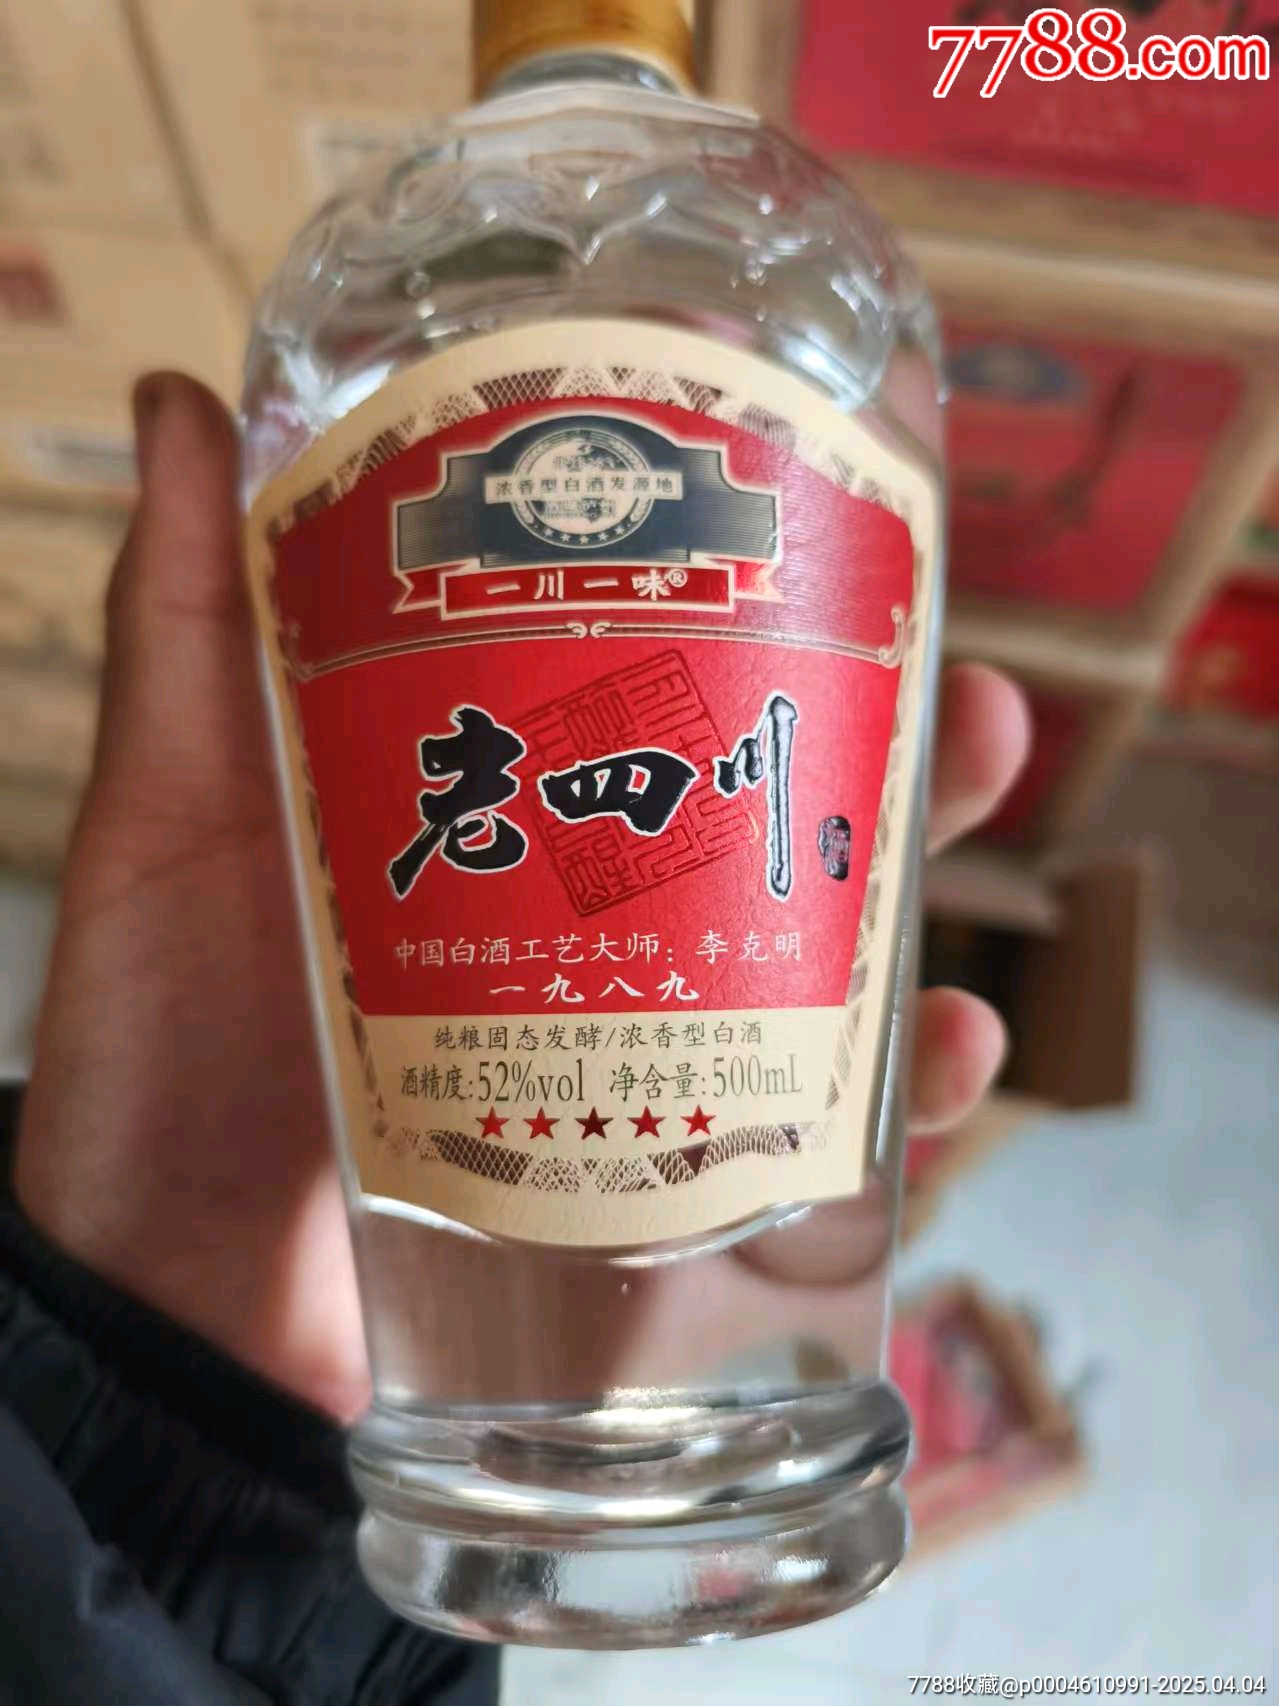 7788.com
浓香型白酒发源地
一川一味®
老四川
酒
中国白酒工艺大师：李克明
一九八九
纯粮固态发酵/浓香型白酒
酒精度:52%vol 净含量:500mL
7788收藏@p0004610991-2025.04.04